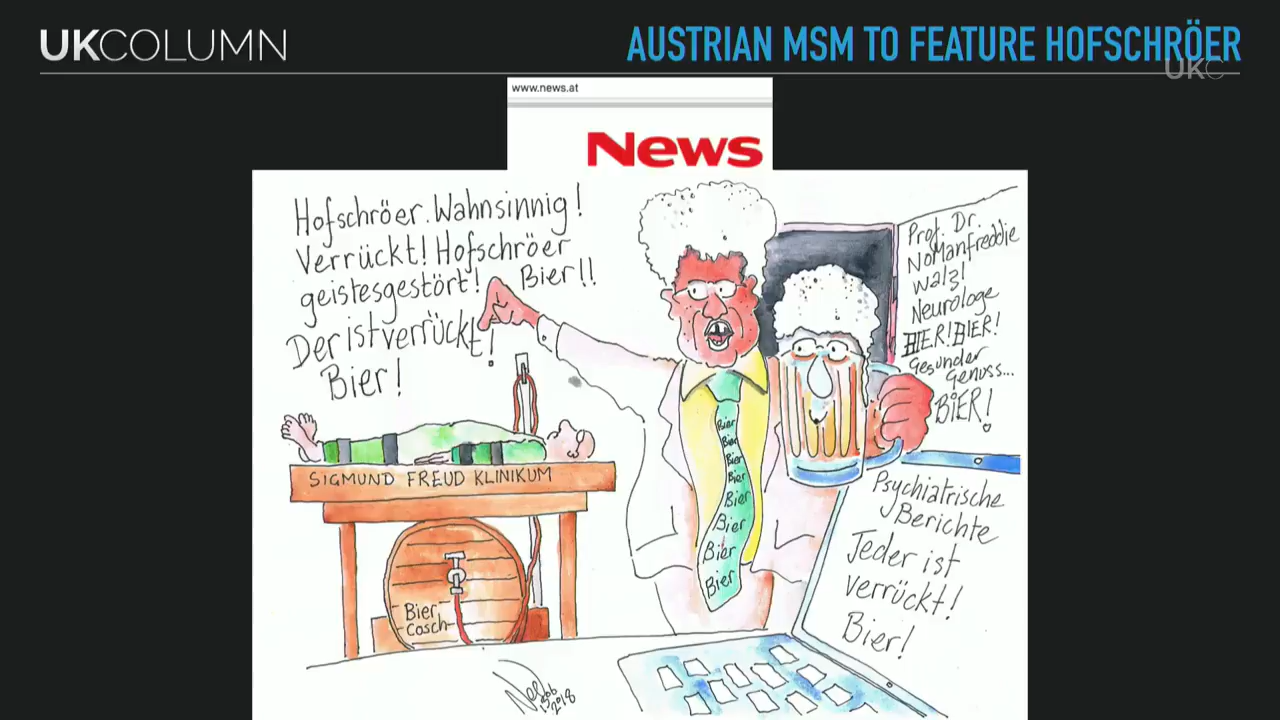 UKCOLUMN
AUSTRIAN MSM TO FEATURE HOFSCHRÖER
UKC
www.news.at
News
Hofschröer. Wahnsinnig!
Verrückt! Hofschröer
geistesgestört! Bier!!
Der ist verrückt!
Bier!
Prof. Dr.
NoManfreddie
walz!
Neurologe
BIER! BIER!
Gesunder
Genuss...
BIER!
SIGMUND FREUD KLINIKUM
Bier
Bier
Bier
Bier
Bier
Bier
Bier
Bier
Bier
Cosch
Psychiatrische
Berichte
Jeder ist
verrückt!
Bier!
2018